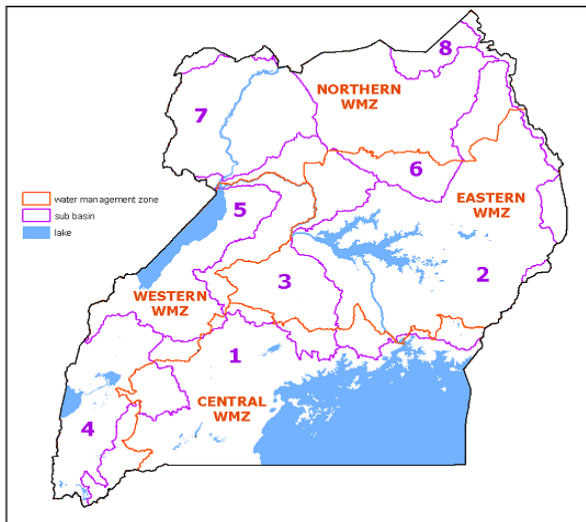 8
NORTHERN
WMZ
7
6
EASTERN
WMZ
water management zone
sub basin
lake
5
3
2
WESTERN
WMZ
1
CENTRAL
WMZ
4